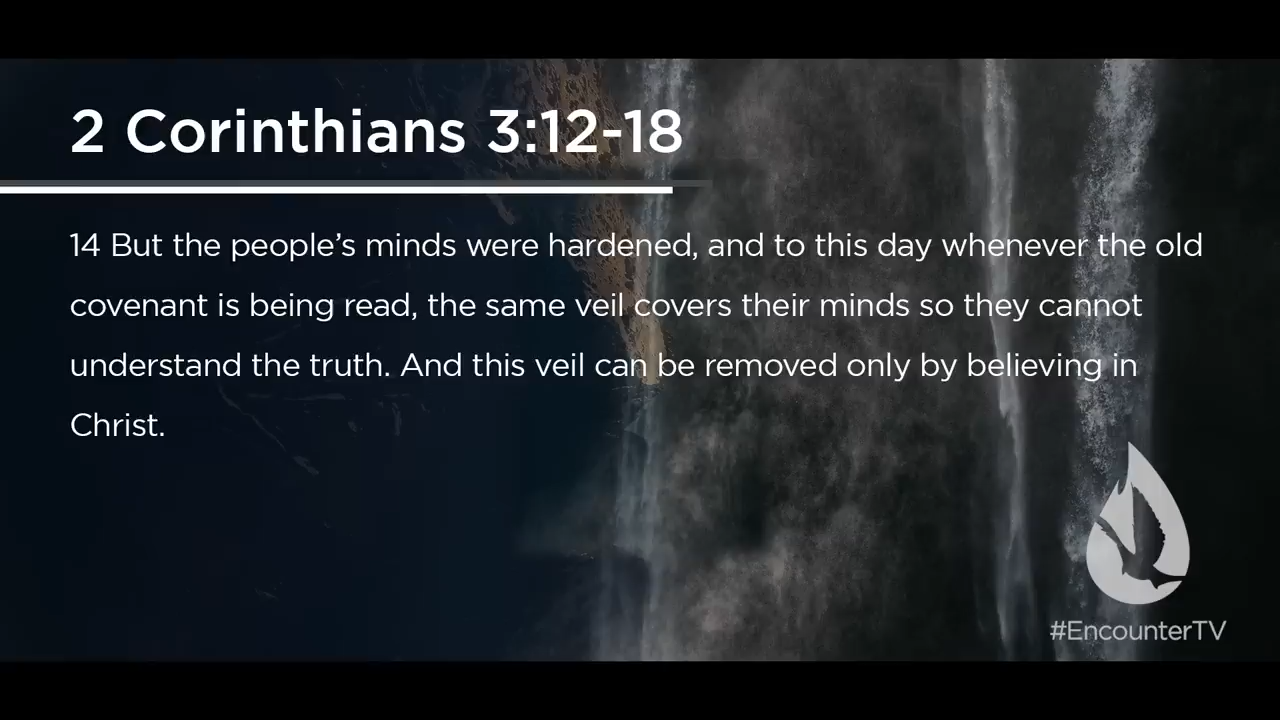 2 Corinthians 3:12-18
14 But the people’s minds were hardened, and to this day whenever the old
covenant is being read, the same veil covers their minds so they cannot
understand the truth. And this veil can be removed only by believing in
Christ.
#EncounterTV